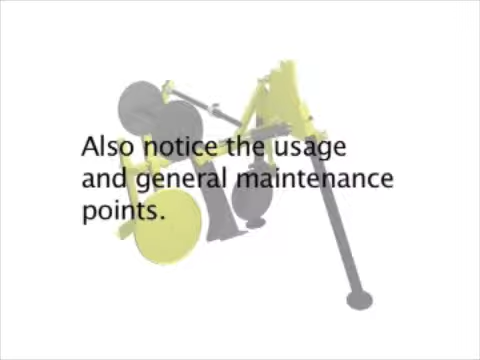 Also notice the usage
and general maintenance
points.